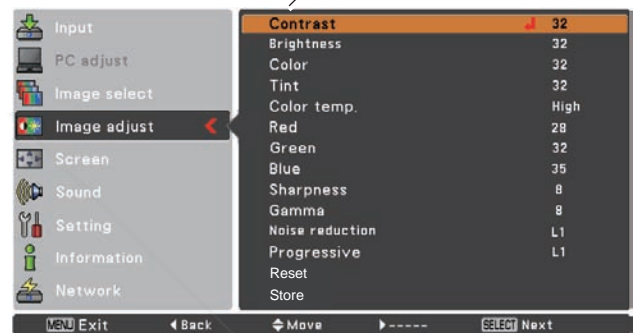 Input
PC adjust
Image select
Image adjust
Screen
Sound
Setting
Information
Network
Contrast 32
Brightness 32
Color 32
Tint 32
Color temp. High
Red 28
Green 32
Blue 35
Sharpness 8
Gamma 8
Noise reduction L1
Progressive L1
Reset
Store
MENU Exit Back Move ----- SELECT Next